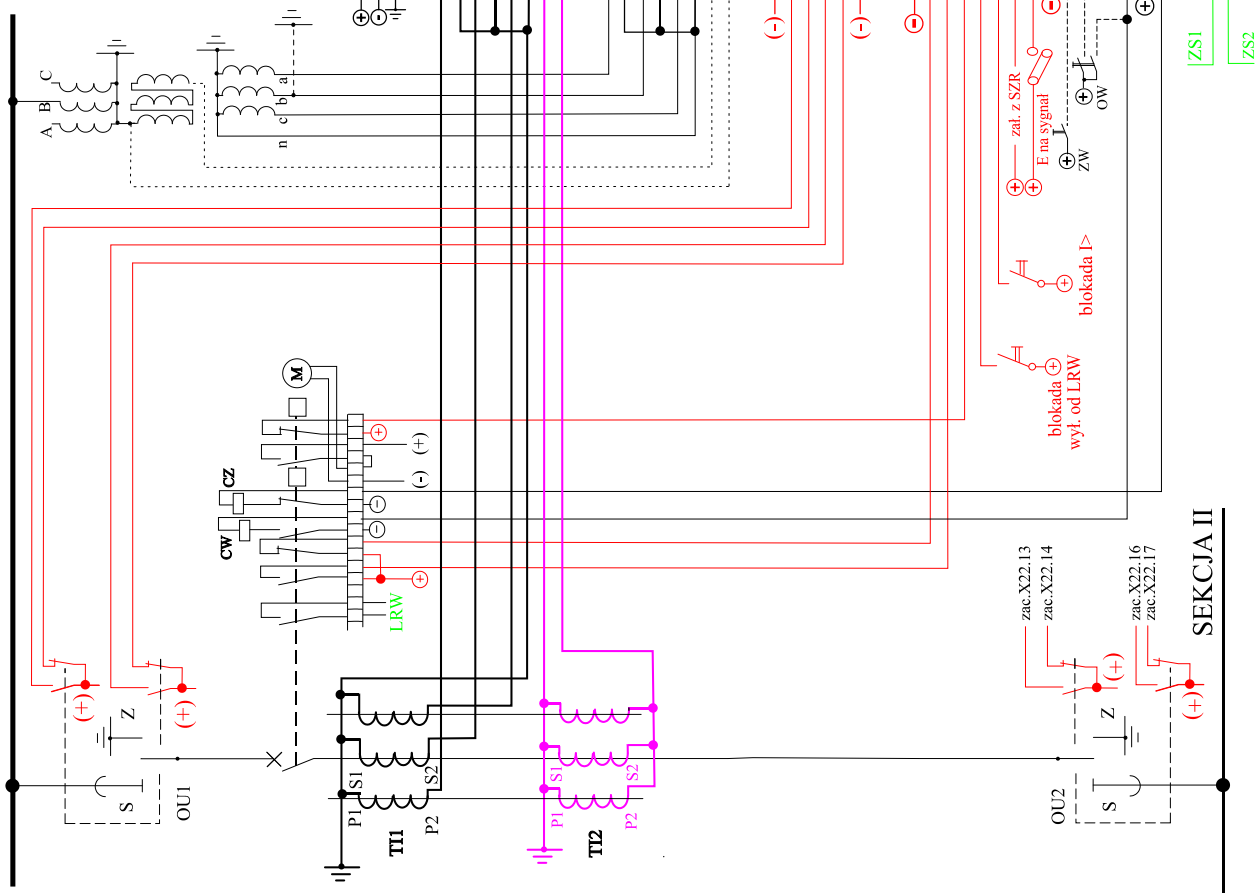 A
B
C
a
b
c
n
zał. z SZR
E na sygnał
ZW
OW
ZS1
ZS2
blokada I>
blokada
wył. od LRW
M
CZ
CW
(+)
(-)
LRW
(-)
(-)
(+)
(+)
Z
S
OU1
P1
S1
S2
P2
TI1
P1
S1
S2
P2
TI2
zac.X22.13
zac.X22.14
zac.X22.16
zac.X22.17
(+)
(+)
Z
S
OU2
SEKCJA II